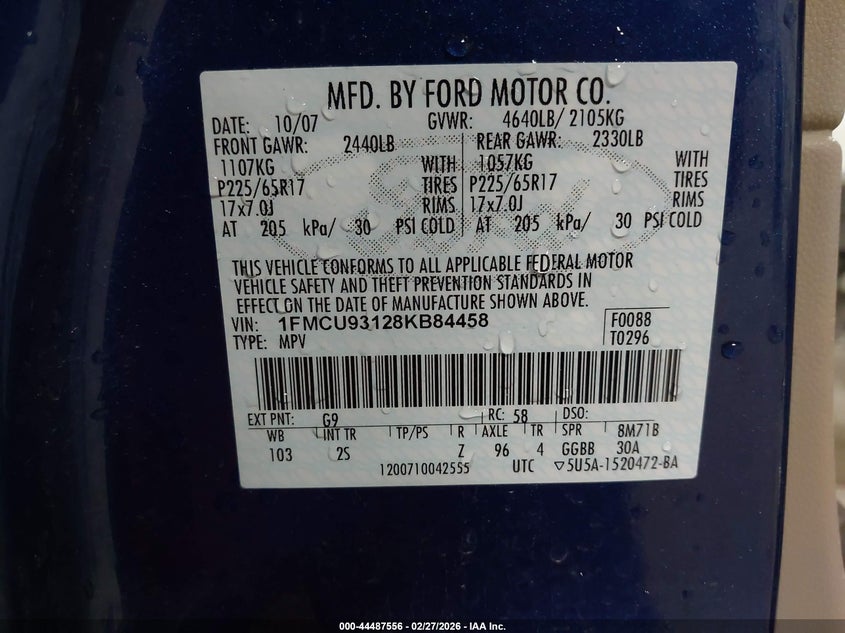 MFD. BY FORD MOTOR CO.
DATE: 10/07 GVWR: 4640LB/ 2105KG
FRONT GAWR: 2440LB REAR GAWR: 2330LB
1107KG WITH 1057KG WITH
P225/65R17 TIRES P225/65R17 TIRES
17x7.0J RIMS 17x7.0J RIMS
AT 205 kPa/ 30 PSI COLD AT 205 kPa/ 30 PSI COLD
THIS VEHICLE CONFORMS TO ALL APPLICABLE FEDERAL MOTOR
VEHICLE SAFETY AND THEFT PREVENTION STANDARDS IN
EFFECT ON THE DATE OF MANUFACTURE SHOWN ABOVE.
VIN: 1FMCU93128KB84458 F0088
TYPE: MPV T0296
EXT PNT: G9 RC: 58 DSO:
WB INT TR TP/PS R AXLE TR SPR 8M71B
103 2S Z 96 4 GGBB 30A
1200710042555 UTC ▽5U5A-1520472-BA
000-44487556 - 02/27/2026 - IAA Inc.